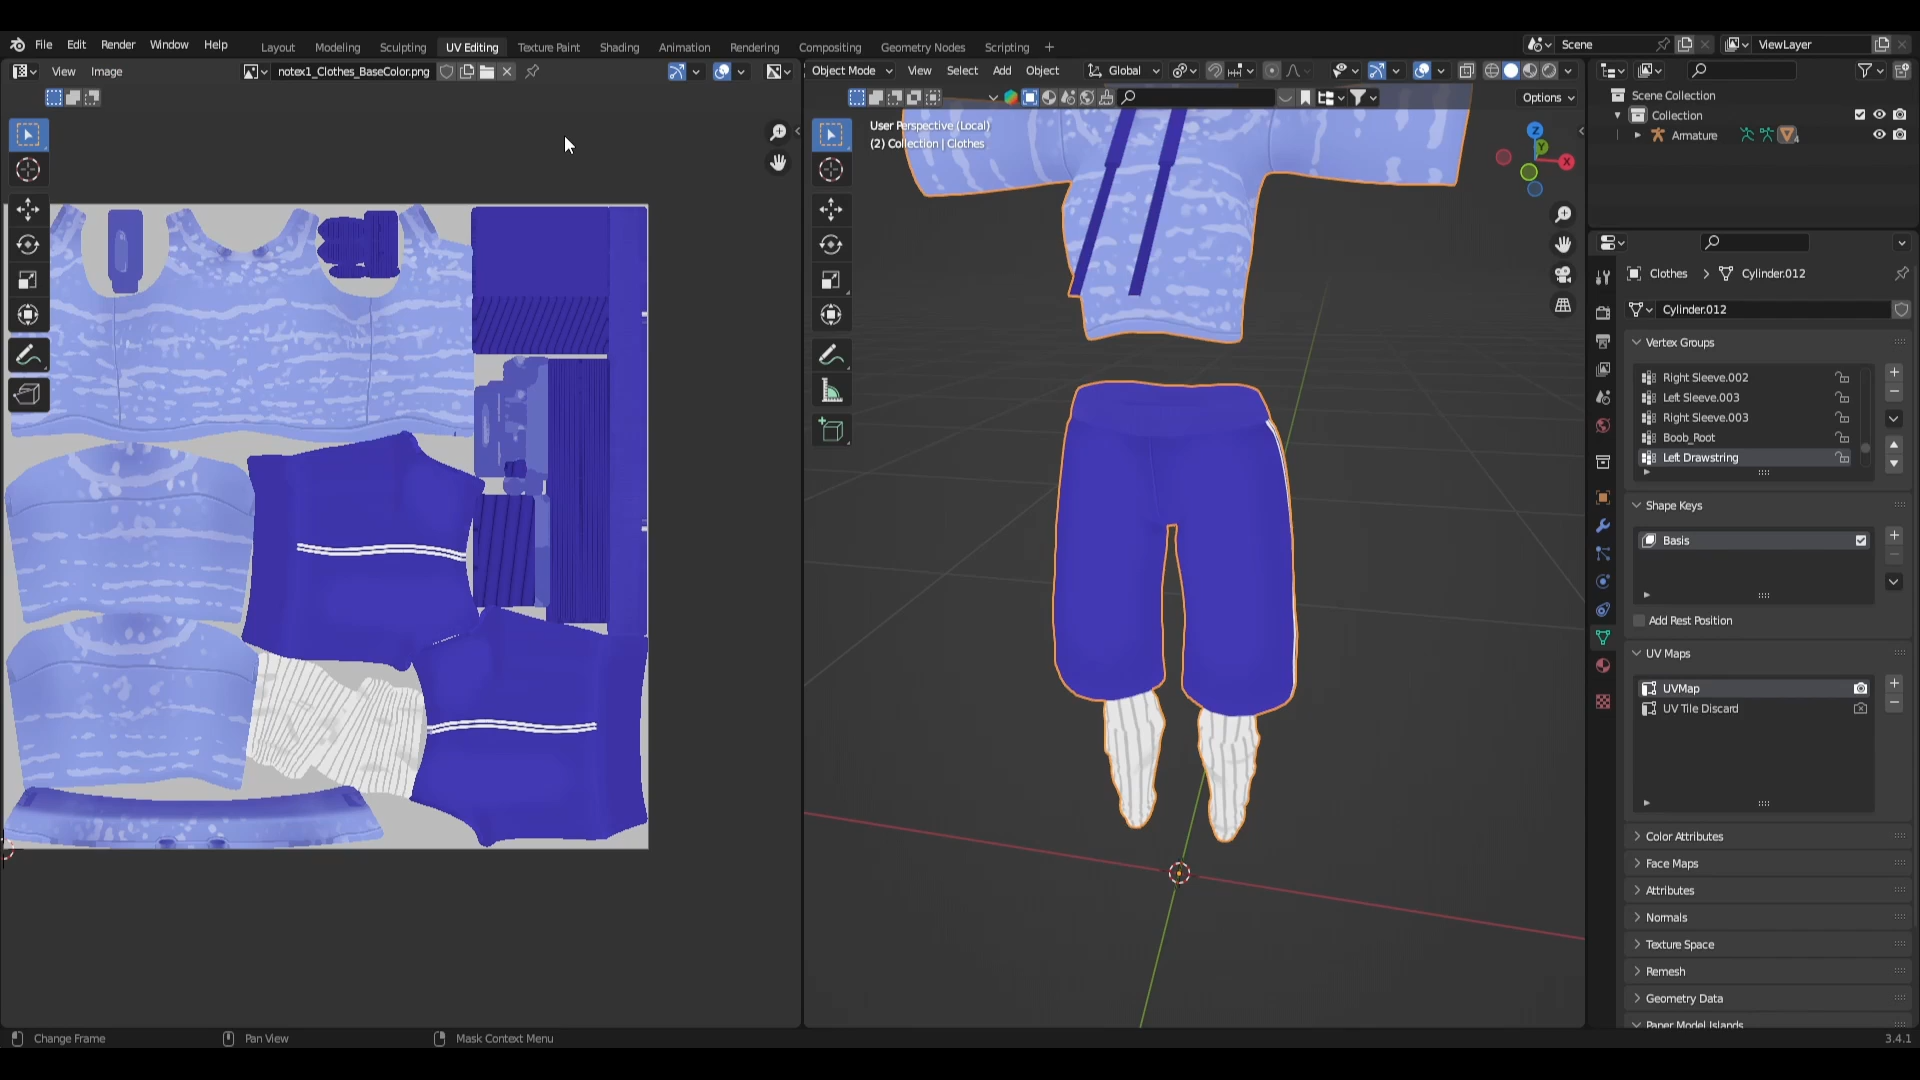 File Edit Render Window Help
Layout Modeling Sculpting UV Editing Texture Paint Shading Animation Rendering Compositing Geometry Nodes Scripting +
Scene
ViewLayer
View Image
notex1_Clothes_BaseColor.png
Object Mode View Select Add Object
Global
Options
User Perspective (Local)
(2) Collection | Clothes
Z
Y
X
Scene Collection
Collection
Armature
4
Clothes
Cylinder.012
Cylinder.012
Vertex Groups
Right Sleeve.002
Left Sleeve.003
Right Sleeve.003
Boob_Root
Left Drawstring
Shape Keys
Basis
Add Rest Position
UV Maps
UVMap
UV Tile Discard
Color Attributes
Face Maps
Attributes
Normals
Texture Space
Remesh
Geometry Data
Paper Model Islands
Change Frame
Pan View
Mask Context Menu
3.4.1